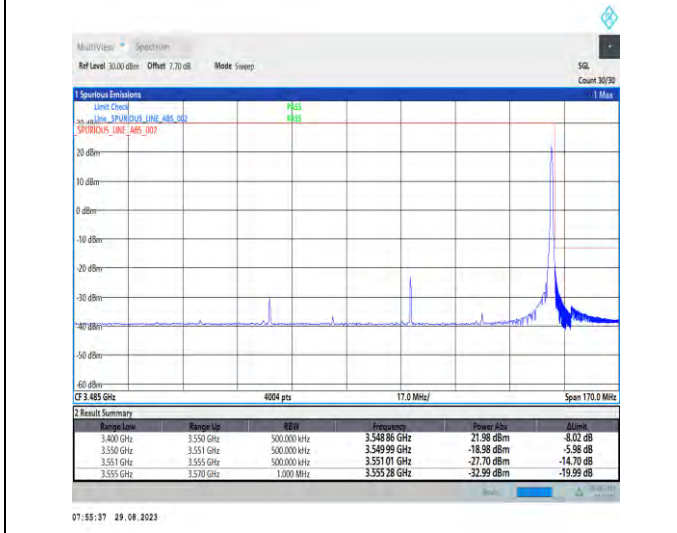 MultiView Spectrum
Ref Level 30.00 dBm Offset 7.70 dB Mode Sweep SGL
Count 30/30
1 Spurious Emissions 1 Max
Limit Check PASS
Line _SPURIOUS_LINE_ABS_002 PASS
_SPURIOUS_LINE_ABS_002
20 dBm
10 dBm
0 dBm
-10 dBm
-20 dBm
-30 dBm
-40 dBm
-50 dBm
-60 dBm
CF 3.485 GHz 4004 pts 17.0 MHz/ Span 170.0 MHz
2 Result Summary
Range Low Range Up RBW Frequency Power Abs ΔLimit
3.400 GHz 3.550 GHz 500.000 kHz 3.548 86 GHz 21.98 dBm -8.02 dB
3.550 GHz 3.551 GHz 500.000 kHz 3.549 99 GHz -18.98 dBm -5.98 dB
3.551 GHz 3.555 GHz 500.000 kHz 3.551 01 GHz -27.70 dBm -14.70 dB
3.555 GHz 3.570 GHz 1.000 MHz 3.555 28 GHz -32.99 dBm -19.99 dB
07:55:37 29.08.2023